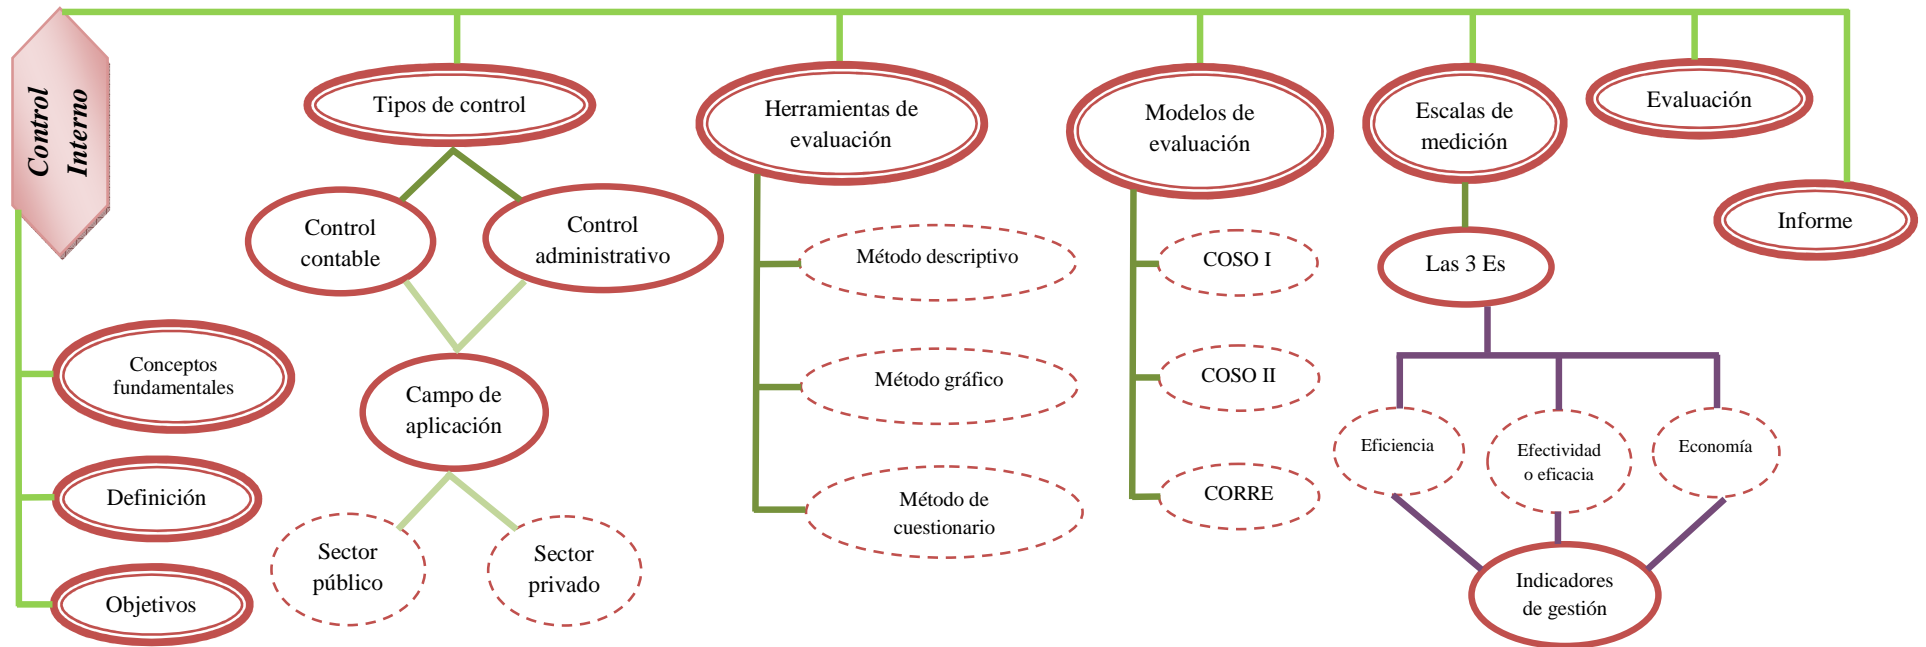 Control
Interno
Conceptos
fundamentales
Definición
Objetivos
Tipos de control
Control
contable
Control
administrativo
Campo de
aplicación
Sector
público
Sector
privado
Herramientas de
evaluación
Método descriptivo
Método gráfico
Método de
cuestionario
Modelos de
evaluación
COSO I
COSO II
CORRE
Escalas de
medición
Las 3 Es
Eficiencia
Efectividad
o eficacia
Economía
Indicadores
de gestión
Evaluación
Informe